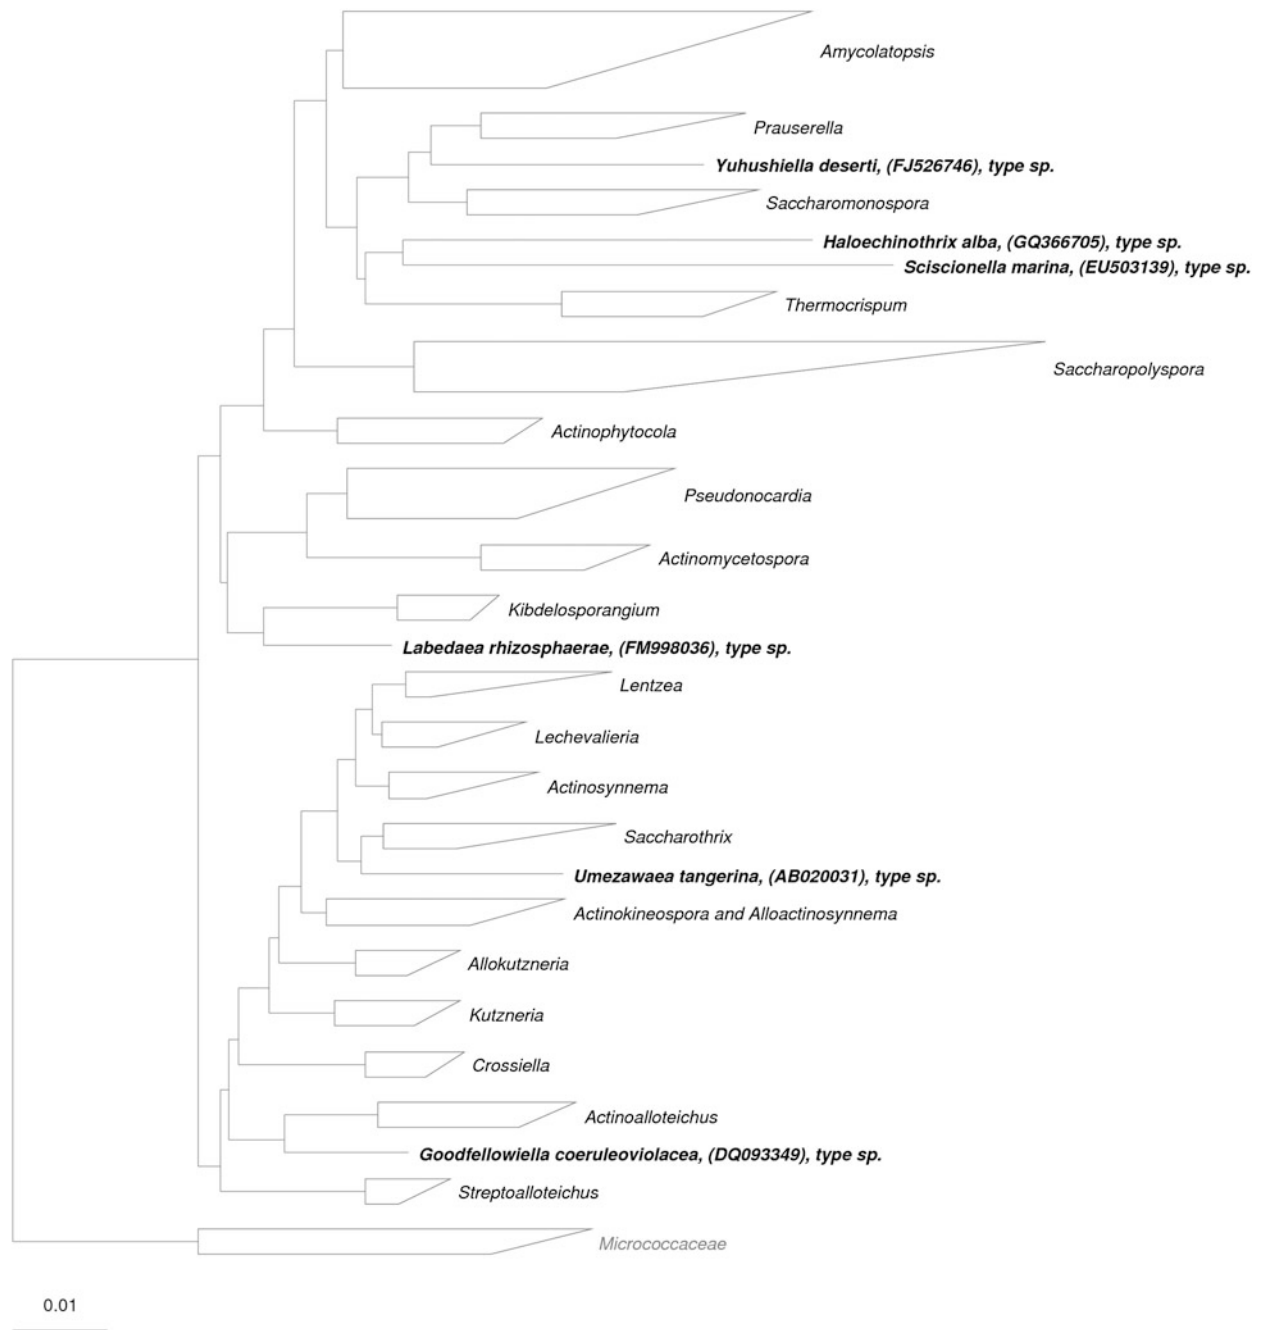 Amycolatopsis
Prauserella
Yuhushiella deserti, (FJ526746), type sp.
Saccharomonospora
Haloechinothrix alba, (GQ366705), type sp.
Sciscionella marina, (EU503139), type sp.
Thermocrispum
Saccharopolyspora
Actinophytocola
Pseudonocardia
Actinomycetospora
Kibdelosporangium
Labedaea rhizosphaerae, (FM998036), type sp.
Lentzea
Lechevalieria
Actinosynnema
Saccharothrix
Umezawaea tangerina, (AB020031), type sp.
Actinokineospora and Alloactinosynnema
Allokutzneria
Kutzneria
Crossiella
Actinoalloteichus
Goodfellowiella coeruleoviolacea, (DQ093349), type sp.
Streptoalloteichus
Micrococcaceae
0.01